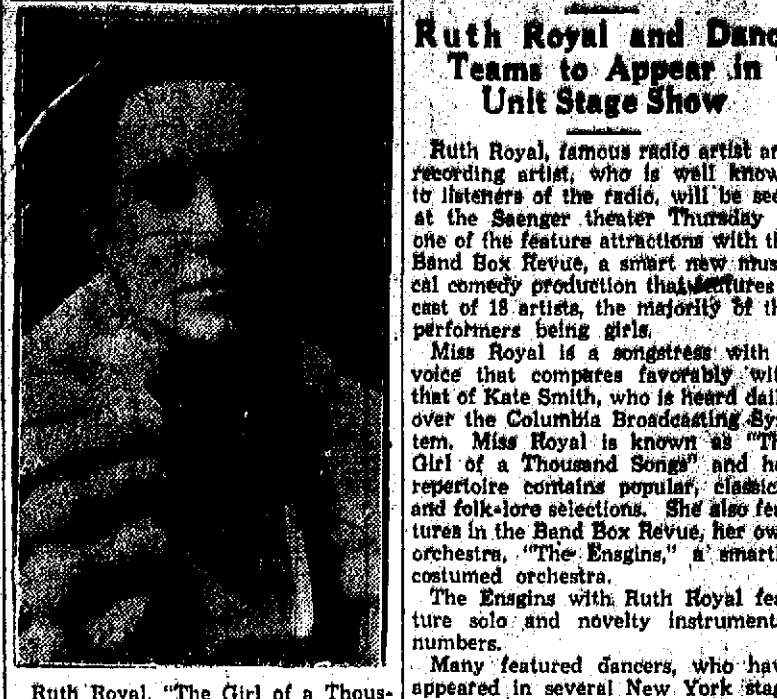 Ruth Royal and Danc
Teams to Appear in
Unit Stage Show
Ruth Royal, famous radio artist an
recording artist, who is well know
to listeners of the radio, will be see
at the Saenger theater Thursday
one of the feature attractions with th
Band Box Revue, a smart new musi
cal comedy production that features
cast of 18 artists, the majority of th
performers being girls.
Miss Royal is a songstress with
voice that compares favorably wit
that of Kate Smith, who is heard dail
over the Columbia Broadcasting Sys
tem. Miss Royal is known as "Th
Girl of a Thousand Songs" and he
repertoire contains popular, classic
and folk-lore selections. She also fea
tures in the Band Box Revue, her ow
orchestra, "The Ensgins," a smartl
costumed orchestra.
The Ensgins with Ruth Royal fea
ture solo and novelty instrument
numbers.
Many featured dancers, who hav
appeared in several New York stag
Ruth Royal, "The Girl of a Thous-